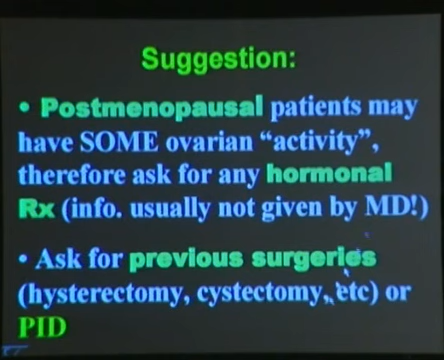 Suggestion:
• Postmenopausal patients may
have SOME ovarian “activity”,
therefore ask for any hormonal
Rx (info. usually not given by MD!)
• Ask for previous surgeries
(hysterectomy, cystectomy, etc) or
PID